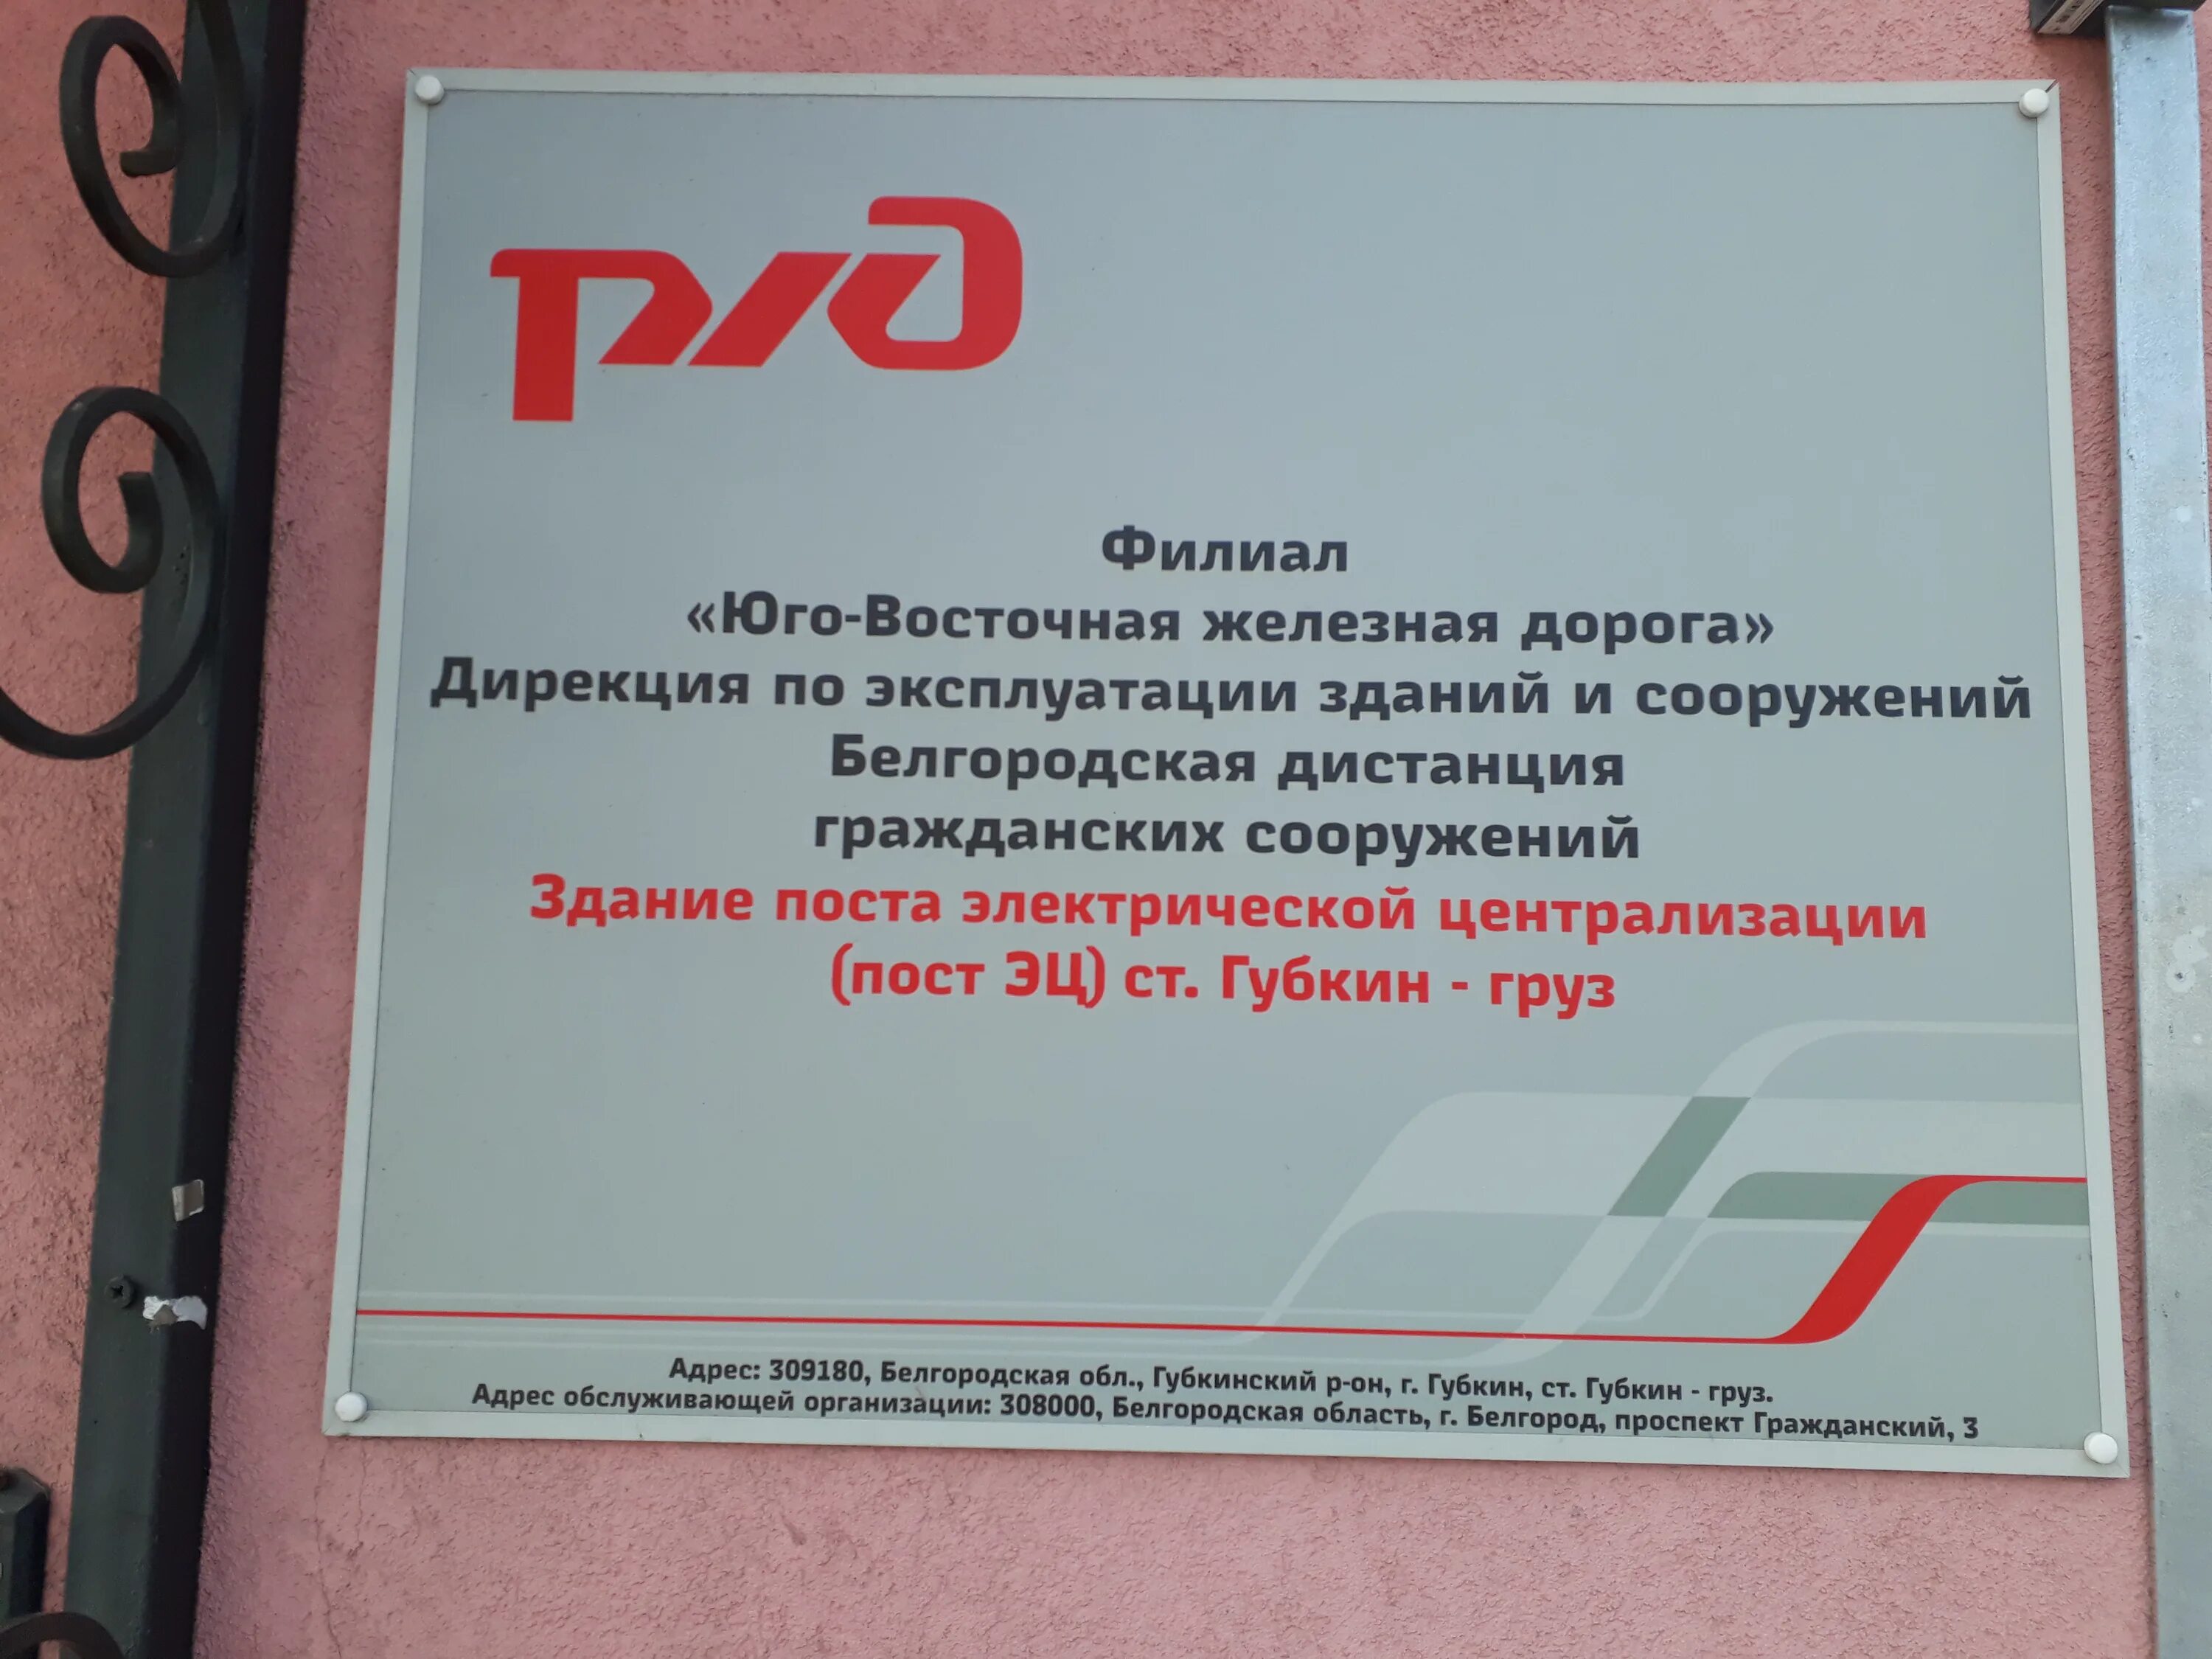 РЖД
Филиал
«Юго-Восточная железная дорога»
Дирекция по эксплуатации зданий и сооружений
Белгородская дистанция
гражданских сооружений
Здание поста электрической централизации
(пост ЭЦ) ст. Губкин - груз
Адрес: 309180, Белгородская обл., Губкинский р-он, г. Губкин, ст. Губкин - груз.
Адрес обслуживающей организации: 308000, Белгородская область, г. Белгород, проспект Гражданский, 3